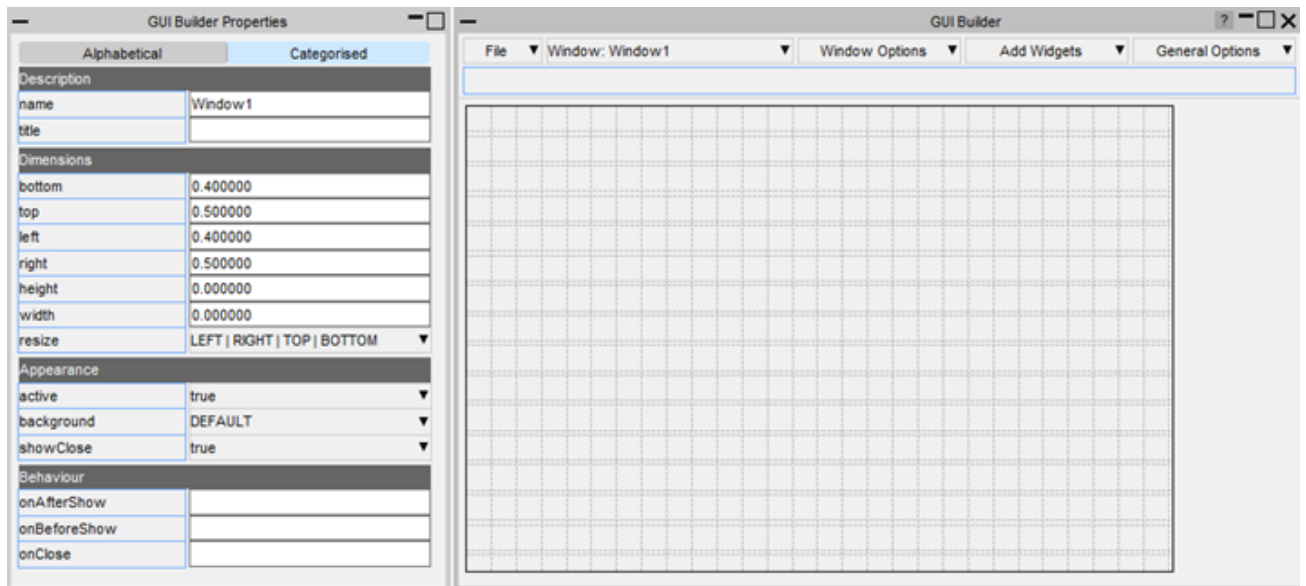 GUI Builder Properties
Alphabetical Categorised
Description
name Window1
title
Dimensions
bottom 0.400000
top 0.500000
left 0.400000
right 0.500000
height 0.000000
width 0.000000
resize LEFT | RIGHT | TOP | BOTTOM
Appearance
active true
background DEFAULT
showClose true
Behaviour
onAfterShow
onBeforeShow
onClose
GUI Builder ?
File Window: Window1 Window Options Add Widgets General Options